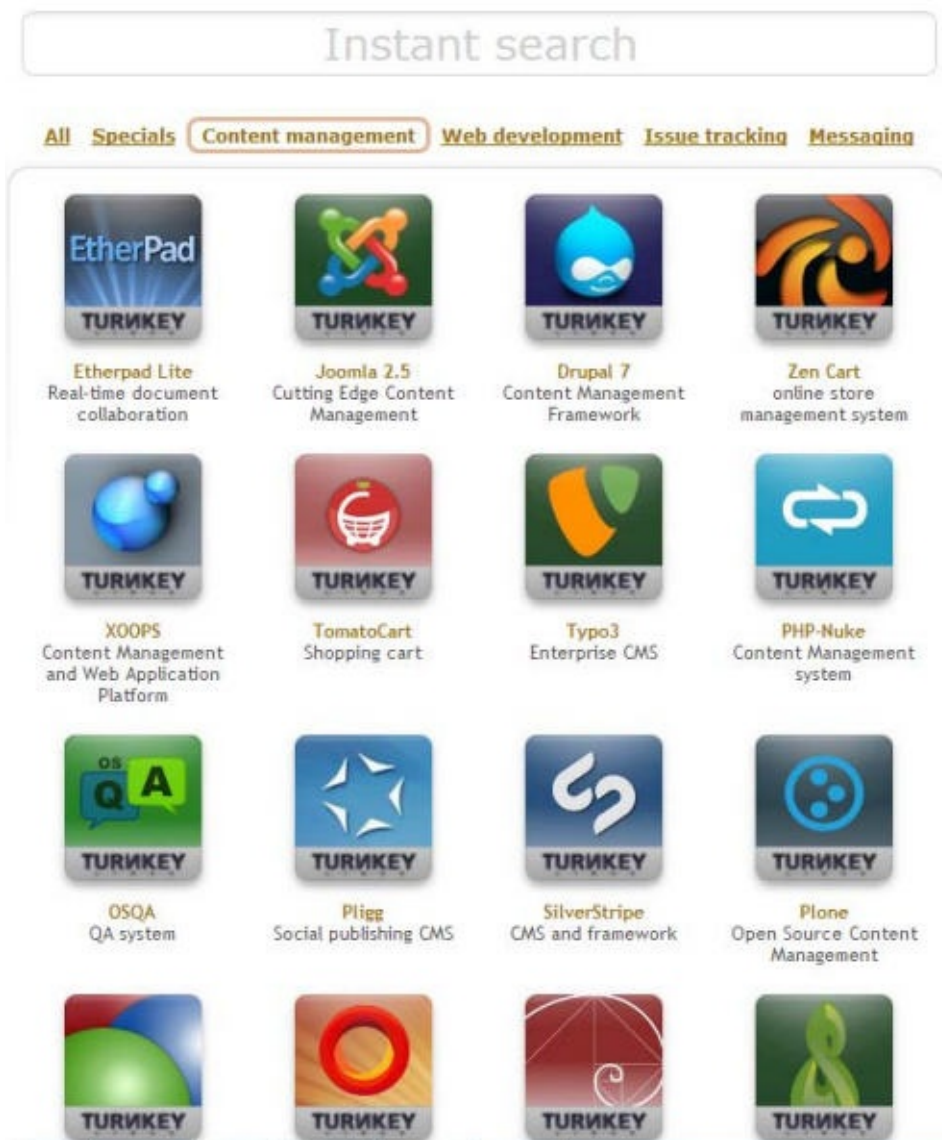 Instant search
All Specials Content management Web development Issue tracking Messaging
EtherPad
TURNKEY TURNKEY TURNKEY TURNKEY
Etherpad Lite Joomla 2.5 Drupal 7 Zen Cart
Real-time document Cutting Edge Content Content Management online store
collaboration Management Framework management system
TURNKEY TURNKEY TURNKEY TURNKEY
XOOPS TomatoCart Typo3 PHP-Nuke
Content Management Shopping cart Enterprise CMS Content Management
and Web Application system
Platform
OS
Q A
TURNKEY TURNKEY TURNKEY TURNKEY
OSQA Pligg SilverStripe Plone
QA system Social publishing CMS CMS and framework Open Source Content
Management
TURNKEY TURNKEY TURNKEY TURNKEY